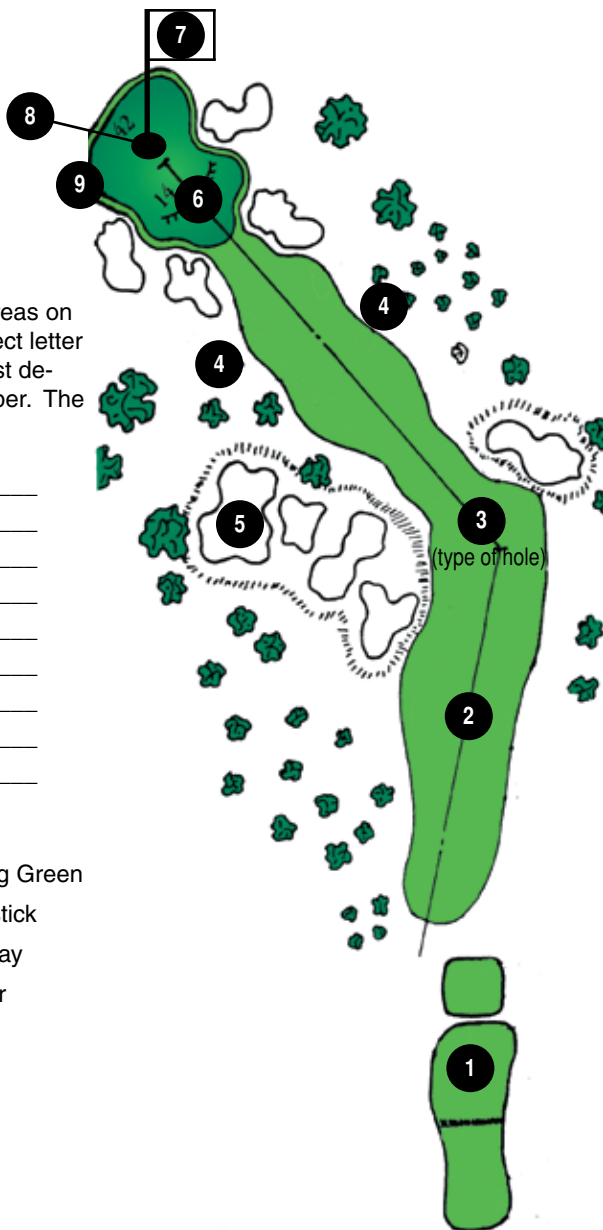 7
8
42
9
14
6
eas on
ect letter
st de-
ber. The
4
4
5
3
(type of hole)
2
g Green
stick
ay
r
1